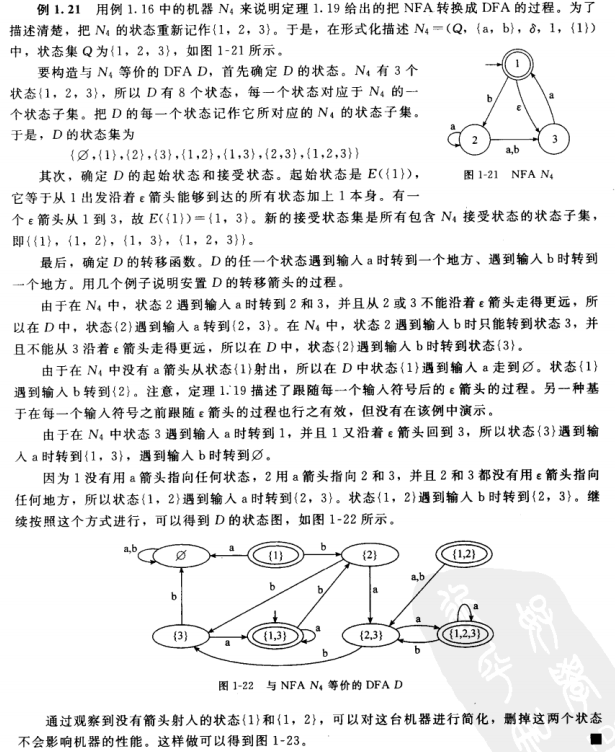 例 1.21 用例 1.16 中的机器 N₄ 来说明定理 1.19 给出的把 NFA 转换成 DFA 的过程。为了
描述清楚，把 N₄ 的状态重新记作{1，2，3}。于是，在形式化描述 N₄＝(Q，{a，b}，δ，1，{1})
中，状态集 Q 为{1，2，3}，如图 1-21 所示。
要构造与 N₄ 等价的 DFA D，首先确定 D 的状态。N₄ 有 3 个
状态{1，2，3}，所以 D 有 8 个状态，每一个状态对应于 N₄ 的一
个状态子集。把 D 的每一个状态记作它所对应的 N₄ 的状态子集。
于是，D 的状态集为
{∅,{1},{2},{3},{1,2},{1,3},{2,3},{1,2,3}}
1
b
ε
a
a
2
a,b
3
图 1-21 NFA N₄
其次，确定 D 的起始状态和接受状态。起始状态是 E({1})，
它等于从 1 出发沿着 ε 箭头能够到达的所有状态加上 1 本身。有一
个 ε 箭头从 1 到 3，故 E({1})＝{1，3}。新的接受状态集是所有包含 N₄ 接受状态的状态子集，
即{{1}，{1，2}，{1，3}，{1，2，3}}。
最后，确定 D 的转移函数。D 的任一个状态遇到输入 a 时转到一个地方、遇到输入 b 时转到
一个地方。用几个例子说明安置 D 的转移箭头的过程。
由于在 N₄ 中，状态 2 遇到输入 a 时转到 2 和 3，并且从 2 或 3 不能沿着 ε 箭头走得更远，所
以在 D 中，状态{2}遇到输入 a 转到{2，3}。在 N₄ 中，状态 2 遇到输入 b 时只能转到状态 3，并
且不能从 3 沿着 ε 箭头走得更远，所以在 D 中，状态{2}遇到输入 b 时转到状态{3}。
由于在 N₄ 中没有 a 箭头从状态{1}射出，所以在 D 中状态{1}遇到输入 a 走到∅。状态{1}
遇到输入 b 转到{2}。注意，定理 1.19 描述了跟随每一个输入符号后的 ε 箭头的过程。另一种基
于在每一个输入符号之前跟随 ε 箭头的过程也行之有效，但没有在该例中演示。
由于在 N₄ 中状态 3 遇到输入 a 时转到 1，并且 1 又沿着 ε 箭头回到 3，所以状态{3}遇到输
入 a 时转到{1，3}，遇到输入 b 时转到∅。
因为 1 没有用 a 箭头指向任何状态，2 用 a 箭头指向 2 和 3，并且 2 和 3 都没有用 ε 箭头指向
任何地方，所以状态{1，2}遇到输入 a 时转到{2，3}。状态{1，2}遇到输入 b 时转到{2，3}。继
续按照这个方式进行，可以得到 D 的状态图，如图 1-22 所示。
a,b
∅
a
{1}
b
{2}
{1,2}
b
b
b
a
a,b
a
{3}
a
{1,3}
a
{2,3}
a
b
{1,2,3}
b
图 1-22 与 NFA N₄ 等价的 DFA D
通过观察到没有箭头射入的状态{1}和{1，2}，可以对这台机器进行简化，删掉这两个状态
不会影响机器的性能。这样做可以得到图 1-23。